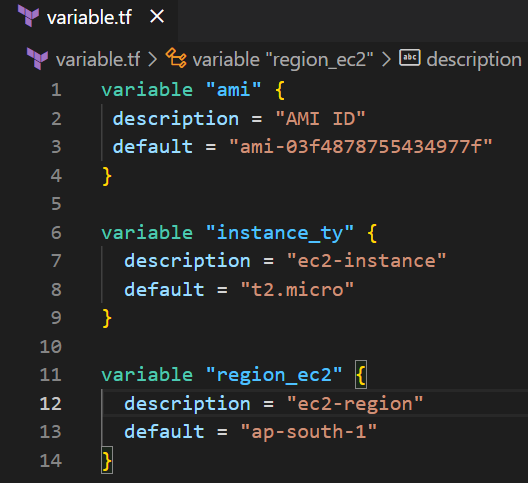 variable.tf
variable.tf > variable "region_ec2" > abc description
1 variable "ami" {
2 description = "AMI ID"
3 default = "ami-03f4878755434977f"
4 }
5
6 variable "instance_ty" {
7 description = "ec2-instance"
8 default = "t2.micro"
9 }
10
11 variable "region_ec2" {
12 description = "ec2-region"
13 default = "ap-south-1"
14 }